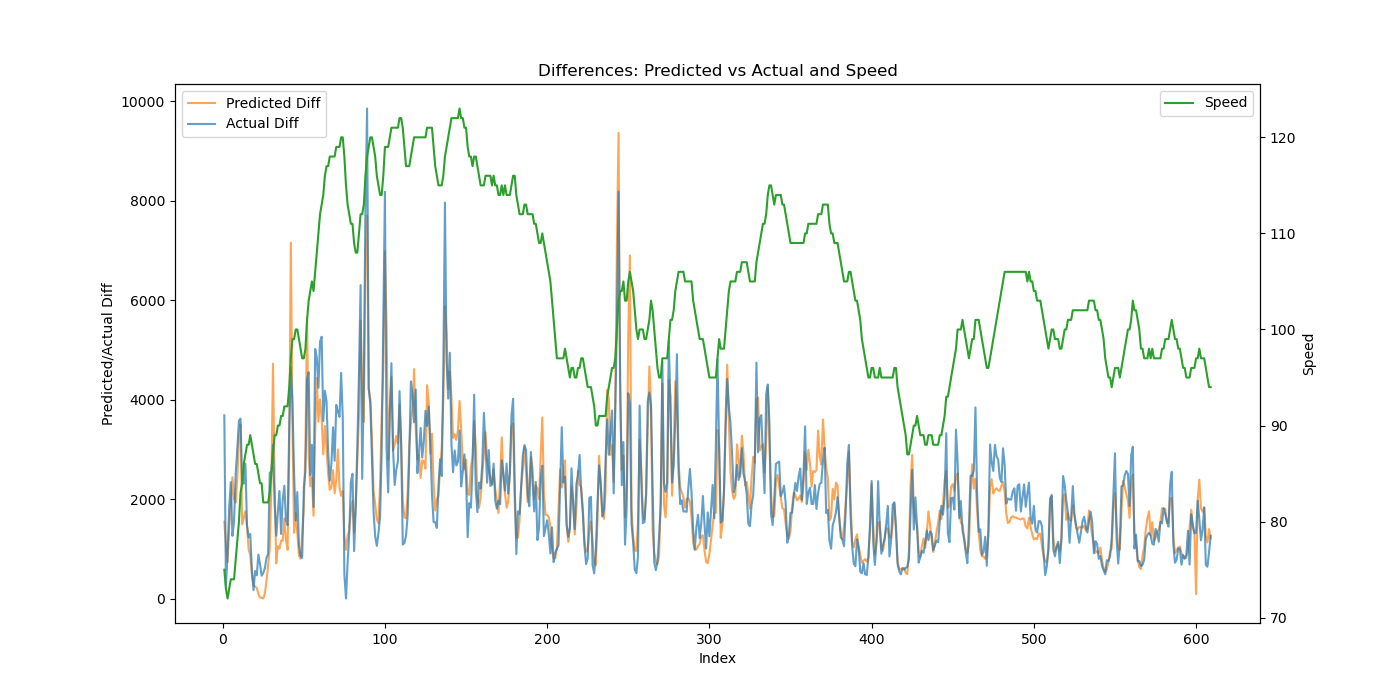 Differences: Predicted vs Actual and Speed
Predicted Diff
Actual Diff
Speed
10000
8000
6000
4000
2000
0
Predicted/Actual Diff
120
110
100
90
80
70
Speed
0 100 200 300 400 500 600
Index